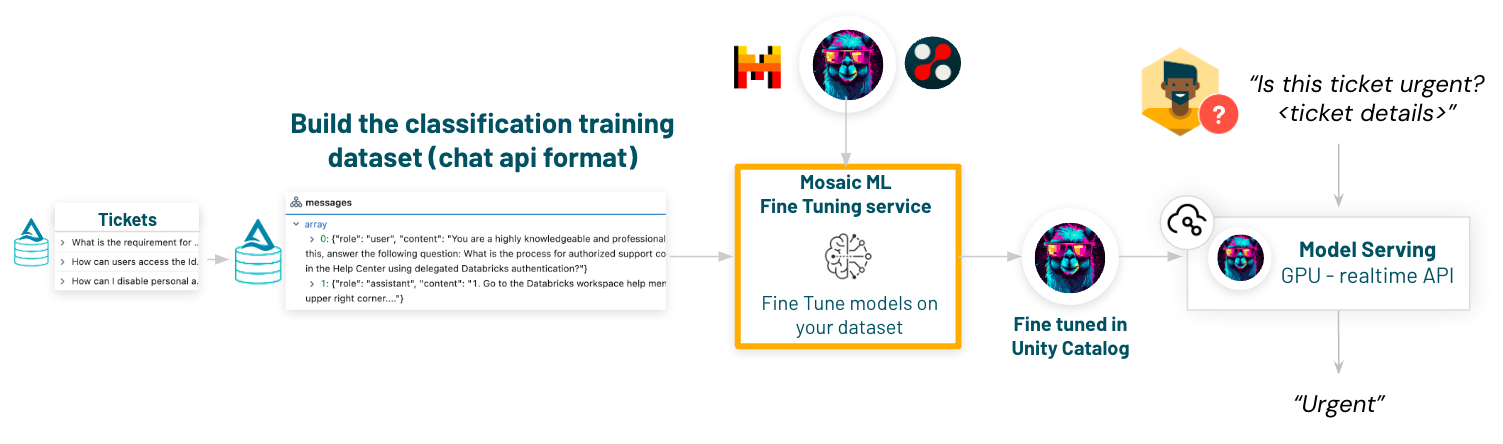 Build the classification training
dataset (chat api format)
Tickets
What is the requirement for ..
How can users access the Id.
How can I disable personal a.
messages
array
0: {"role": "user", "content": "You are a highly knowledgeable and professional
this, answer the following question: What is the process for authorized support co
in the Help Center using delegated Databricks authentication?"}
1: {"role": "assistant", "content": "1. Go to the Databricks workspace help men
upper right corner...."}
Mosaic ML
Fine Tuning service
Fine Tune models on
your dataset
Fine tuned in
Unity Catalog
?
“Is this ticket urgent?
<ticket details>”
Model Serving
GPU - realtime API
“Urgent”